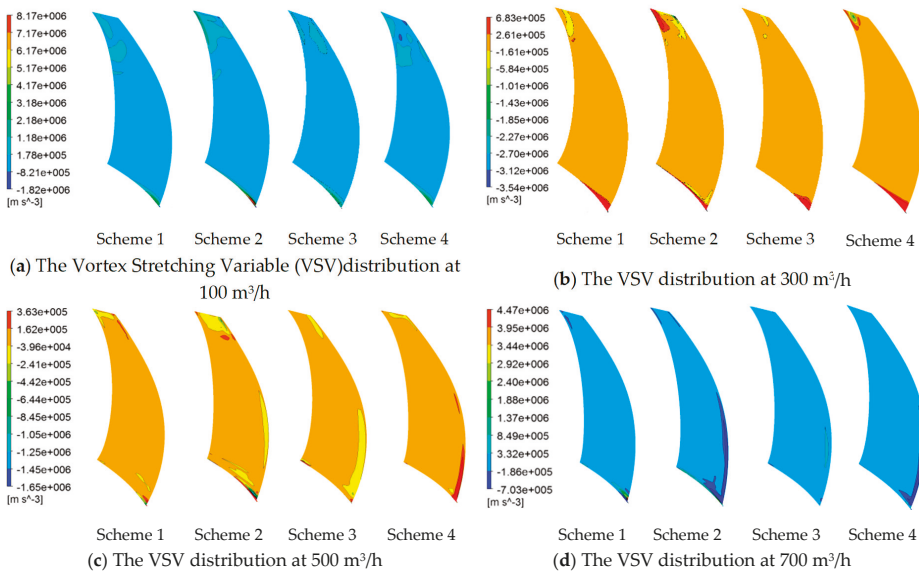 8.17e+006
7.17e+006
6.17e+006
5.17e+006
4.17e+006
3.18e+006
2.18e+006
1.18e+006
1.78e+005
-8.21e+005
-1.82e+006
[m s^-3]
Scheme 1 Scheme 2 Scheme 3 Scheme 4
(a) The Vortex Stretching Variable (VSV)distribution at
100 m³/h
6.83e+005
2.61e+005
-1.61e+005
-5.84e+005
-1.01e+006
-1.43e+006
-1.85e+006
-2.27e+006
-2.70e+006
-3.12e+006
-3.54e+006
[m s^-3]
Scheme 1 Scheme 2 Scheme 3 Scheme 4
(b) The VSV distribution at 300 m³/h
3.63e+005
1.62e+005
-3.96e+004
-2.41e+005
-4.43e+005
-6.44e+005
-8.45e+005
-1.05e+006
-1.25e+006
-1.45e+006
-1.65e+006
[m s^-3]
Scheme 1 Scheme 2 Scheme 3 Scheme 4
(c) The VSV distribution at 500 m³/h
4.47e+006
3.95e+006
3.44e+006
2.92e+006
2.40e+006
1.88e+006
1.37e+006
8.49e+005
3.32e+005
-1.86e+005
-7.03e+005
[m s^-3]
Scheme 1 Scheme 2 Scheme 3 Scheme 4
(d) The VSV distribution at 700 m³/h